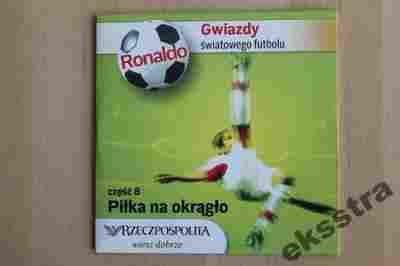 Gwiazdy
światowego futbolu
Ronaldo
część 8
Piłka na okrągło
RZECZPOSPOLITA
warto dobrze
eksstra